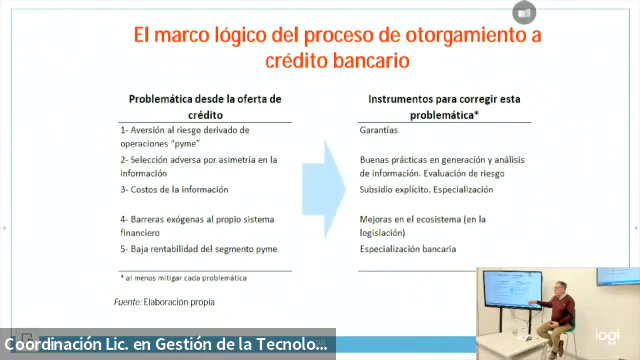 El marco lógico del proceso de otorgamiento a
crédito bancario
Problemática desde la oferta de
crédito
1- Aversión al riesgo derivado de
operaciones "pyme"
2- Selección adversa por asimetría en la
información
3- Costos de la información
4- Barreras exógenas al propio sistema
financiero
5- Baja rentabilidad del segmento pyme
* al menos mitigar cada problemática
Instrumentos para corregir esta
problemática*
Garantías
Buenas prácticas en generación y análisis
de información. Evaluación de riesgo
Subsidio explícito. Especialización
Mejoras en el ecosistema (en la
legislación)
Especialización bancaria
Fuente: Elaboración propia
logi
Coordinación Lic. en Gestión de la Tecnolo...